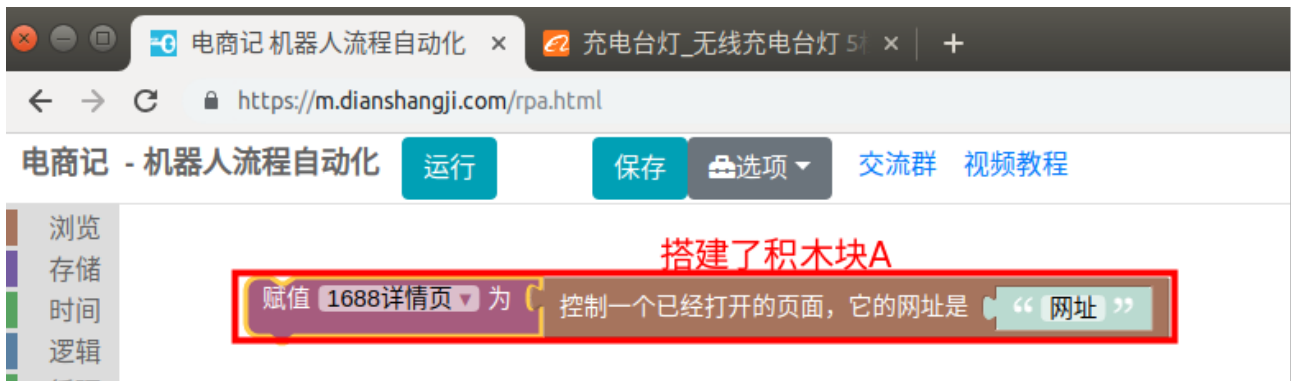 电商记 机器人流程自动化
充电台灯_无线充电台灯 5
https://m.dianshangji.com/rpa.html
电商记 - 机器人流程自动化 运行 保存 选项 交流群 视频教程
浏览
存储
时间
逻辑
搭建了积木块A
赋值 1688详情页 为 控制一个已经打开的页面，它的网址是 “ 网址 ”